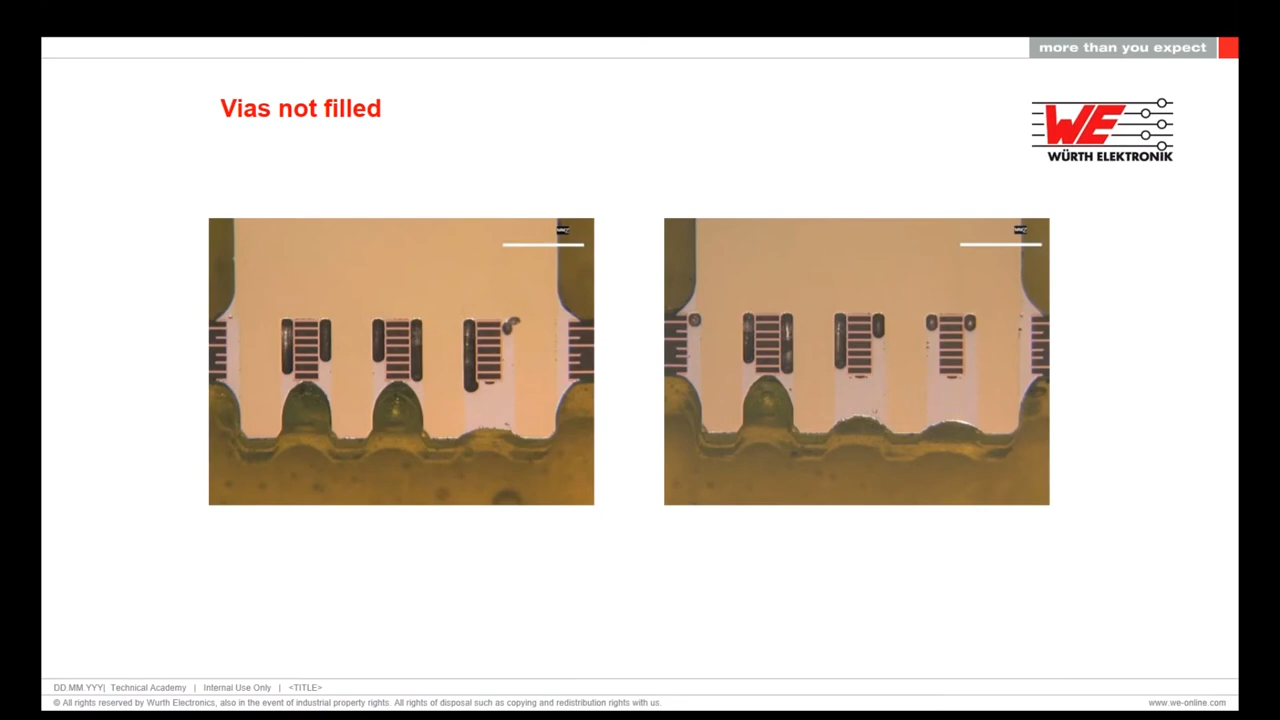 more than you expect
Vias not filled
WE
WÜRTH ELEKTRONIK
DD.MM.YYY| Technical Academy | Internal Use Only | <TITLE>
© All rights reserved by Wurth Electronics, also in the event of industrial property rights. All rights of disposal such as copying and redistribution rights with us.
www.we-online.com